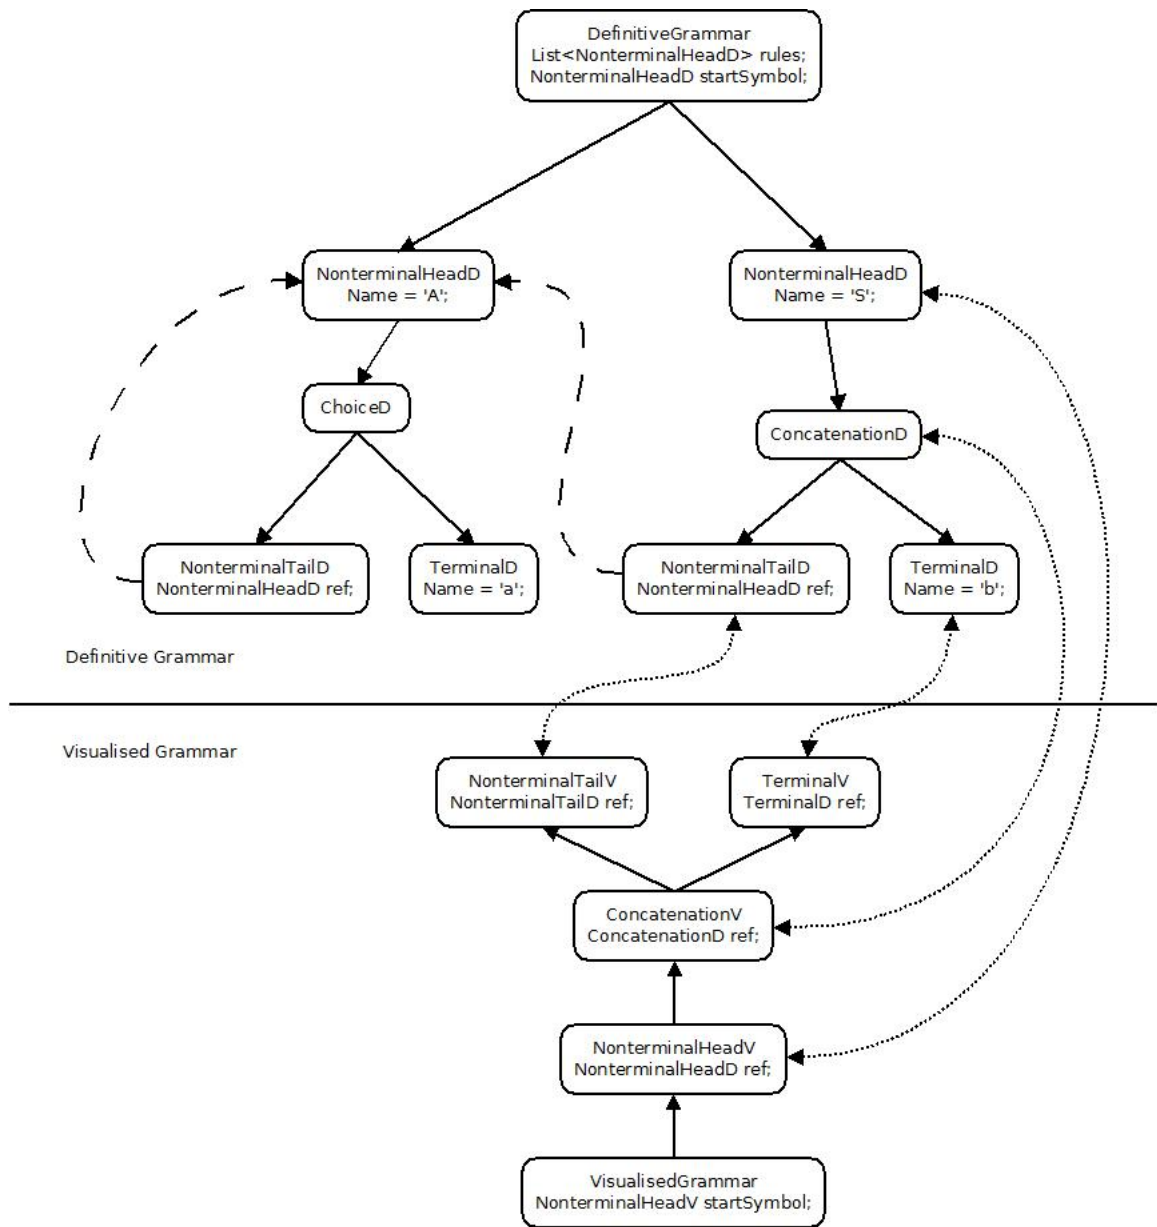 DefinitiveGrammar
List<NonterminalHeadD> rules;
NonterminalHeadD startSymbol;
NonterminalHeadD
Name = 'A';
NonterminalHeadD
Name = 'S';
ChoiceD
ConcatenationD
NonterminalTailD
NonterminalHeadD ref;
TerminalD
Name = 'a';
NonterminalTailD
NonterminalHeadD ref;
TerminalD
Name = 'b';
Definitive Grammar
Visualised Grammar
NonterminalTailV
NonterminalTailD ref;
TerminalV
TerminalD ref;
ConcatenationV
ConcatenationD ref;
NonterminalHeadV
NonterminalHeadD ref;
VisualisedGrammar
NonterminalHeadV startSymbol;